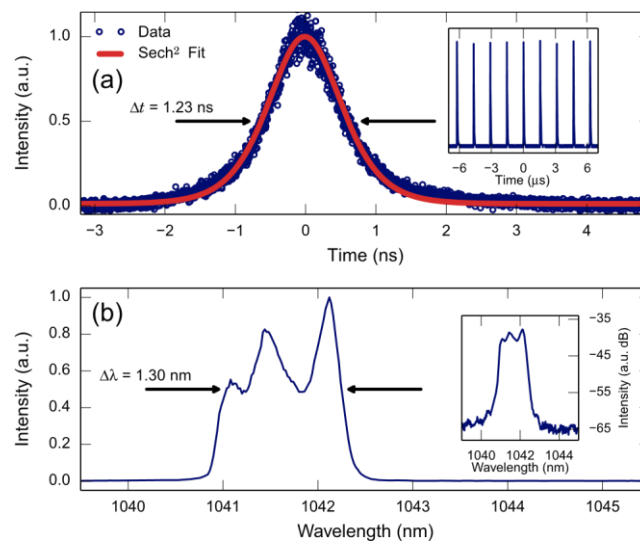 Data
Sech² Fit
(a)
Δt = 1.23 ns
Intensity (a.u.)
1.0
0.5
0.0
−3 −2 −1 0 1 2 3 4
Time (ns)
−6 −3 0 3 6
Time (μs)
(b)
Δλ = 1.30 nm
Intensity (a.u.)
1.0
0.8
0.6
0.4
0.2
0.0
1040 1041 1042 1043 1044 1045
Wavelength (nm)
−35
−45
−55
−65
Intensity (a.u. dB)
1040 1042 1044
Wavelength (nm)